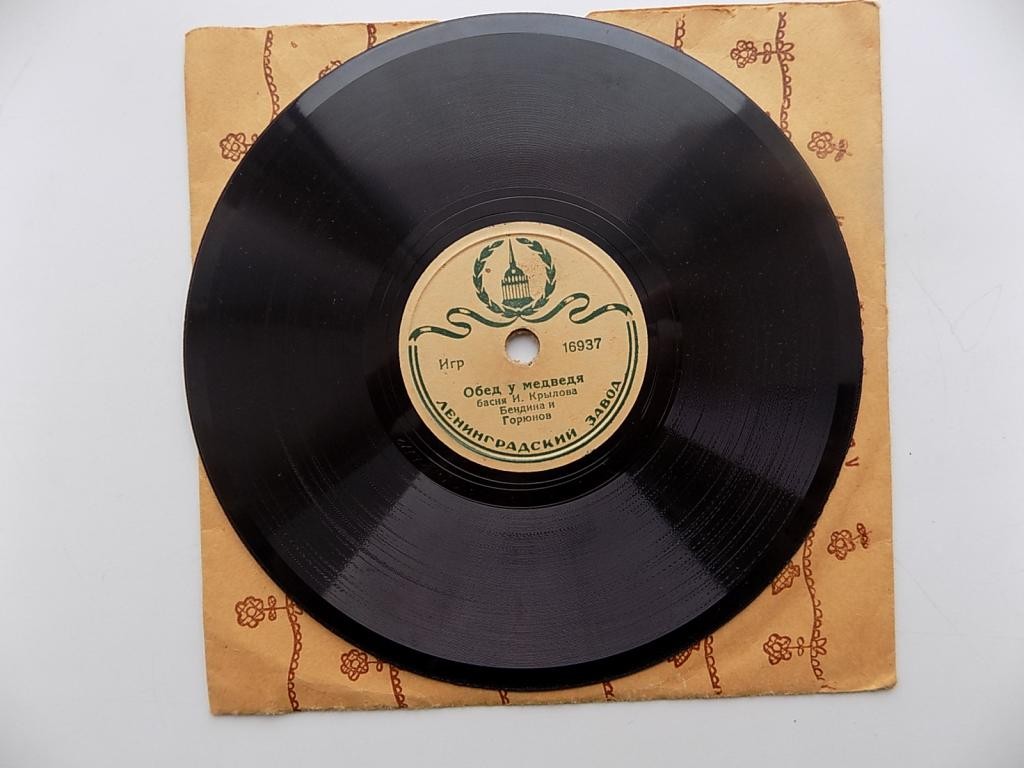 Игр 16937
Обед у медведя
басня И. Крылова
Бендина и
Горюнов
ЛЕНИНГРАДСКИЙ ЗАВОД